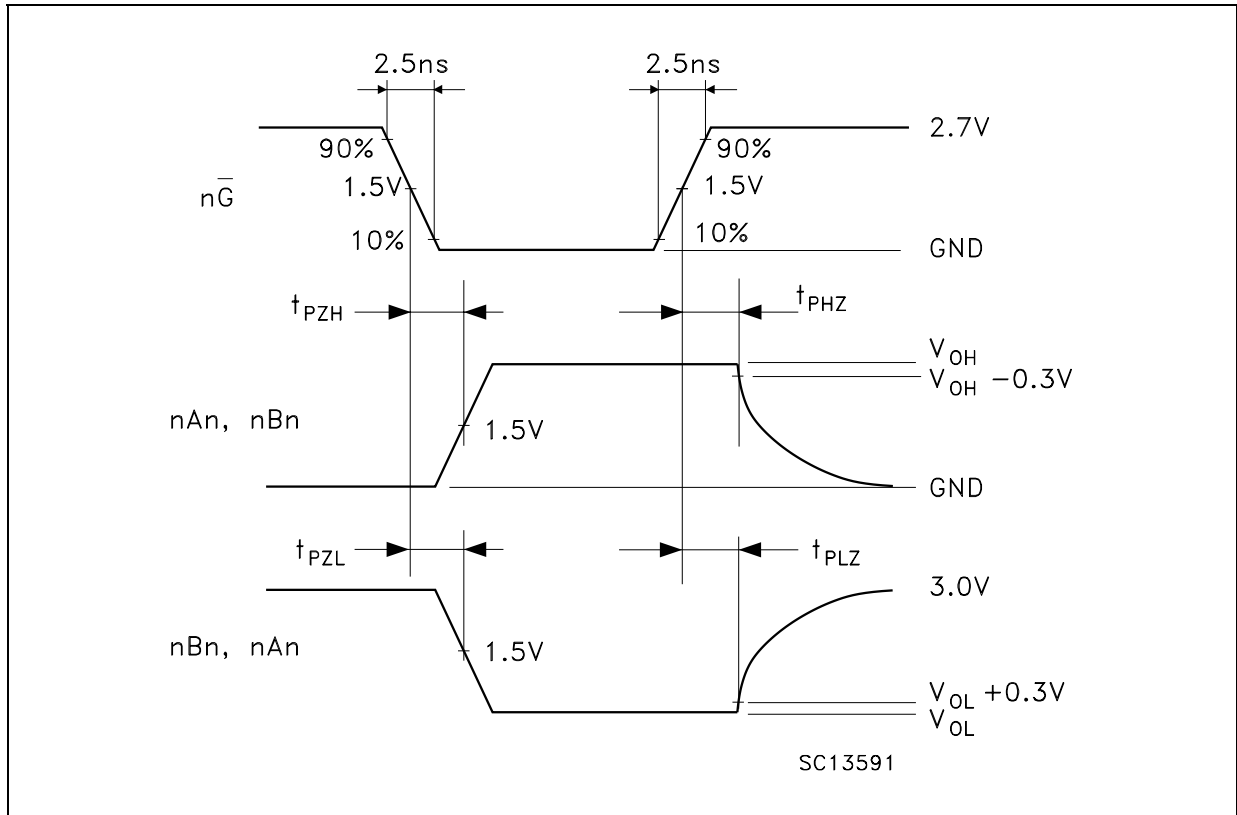 2.5ns 2.5ns
2.7V
90% 90%
nG̅ 1.5V 1.5V
10% 10%
GND
tPZH tPHZ
VOH
VOH −0.3V
nAn, nBn 1.5V
GND
tPZL tPLZ
3.0V
nBn, nAn 1.5V
VOL +0.3V
VOL
SC13591